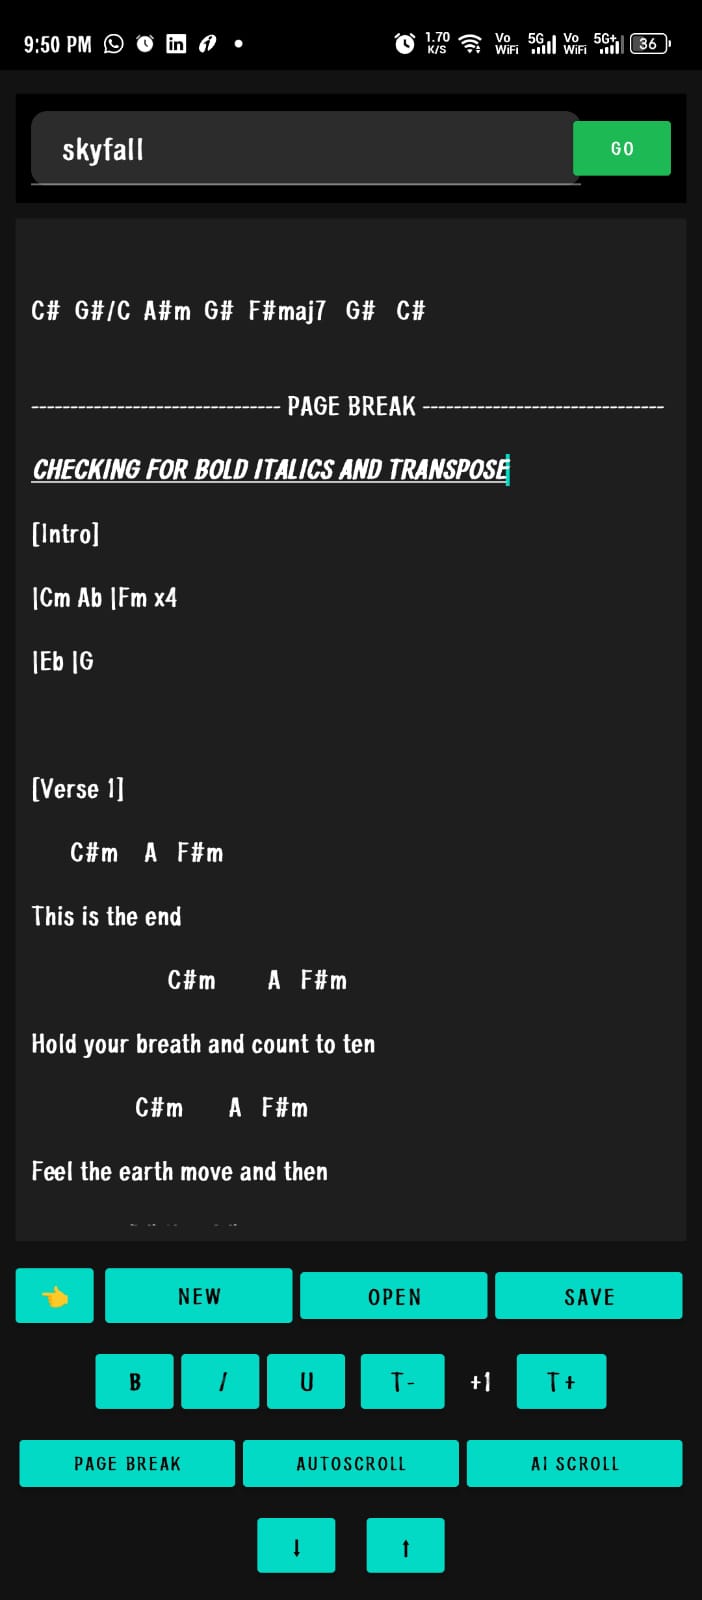 9:50 PM 1.70 K/S Vo WiFi 5G Vo WiFi 5G+ 36
skyfall GO
C# G#/C A#m G# F#maj7 G# C#
-------------------------------- PAGE BREAK -------------------------------
CHECKING FOR BOLD ITALICS AND TRANSPOSE
[Intro]
|Cm Ab |Fm x4
|Eb |G
[Verse 1]
C#m A F#m
This is the end
C#m A F#m
Hold your breath and count to ten
C#m A F#m
Feel the earth move and then
NEW OPEN SAVE
B I U T- +1 T+
PAGE BREAK AUTOSCROLL AI SCROLL
↓ ↑